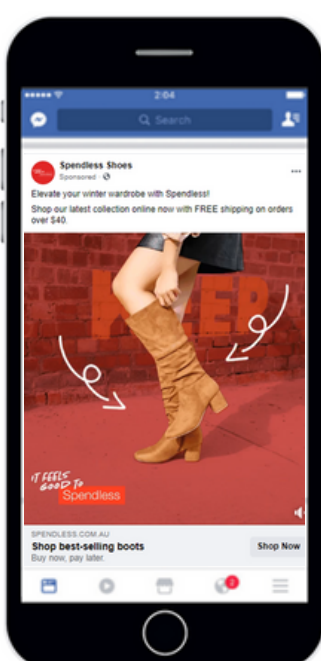 2:04
Search
Spendless Shoes
Sponsored ·
Elevate your winter wardrobe with Spendless!
Shop our latest collection online now with FREE shipping on orders
over $40.
KEEP
IT FEELS
GOOD TO
Spendless
SPENDLESS.COM.AU
Shop best-selling boots
Buy now, pay later.
Shop Now
2